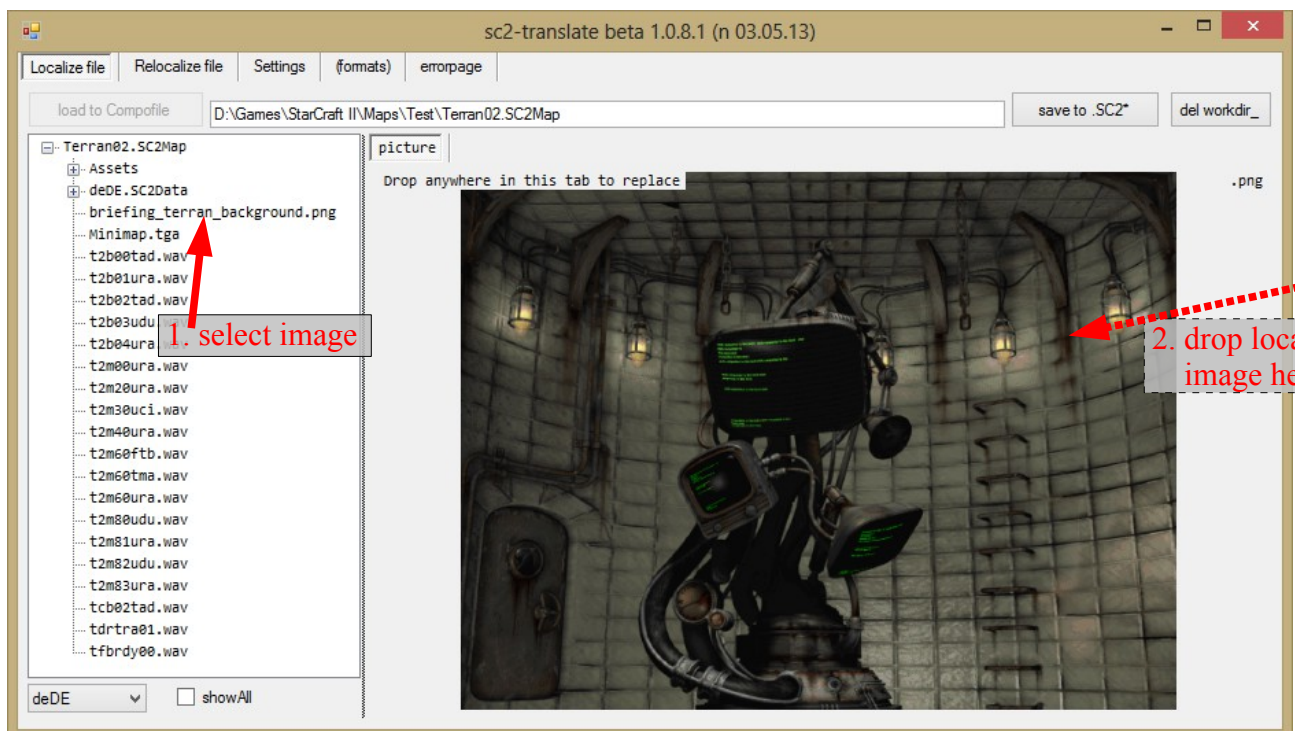 sc2-translate beta 1.0.8.1 (n 03.05.13)
Localize file Relocalize file Settings (formats) errorpage
load to Compofile D:\Games\StarCraft II\Maps\Test\Terran02.SC2Map save to .SC2* del workdir_
Terran02.SC2Map
Assets
deDE.SC2Data
briefing_terran_background.png
Minimap.tga
t2b00tad.wav
t2b01ura.wav
t2b02tad.wav
t2b03udu.wav
t2b04ura.
t2m00ura.wav
t2m20ura.wav
t2m30uci.wav
t2m40ura.wav
t2m60ftb.wav
t2m60tma.wav
t2m60ura.wav
t2m80udu.wav
t2m81ura.wav
t2m82udu.wav
t2m83ura.wav
tcb02tad.wav
tdrtra01.wav
tfbrdy00.wav
deDE showAll
picture
Drop anywhere in this tab to replace .png
1. select image
2. drop loca
image he